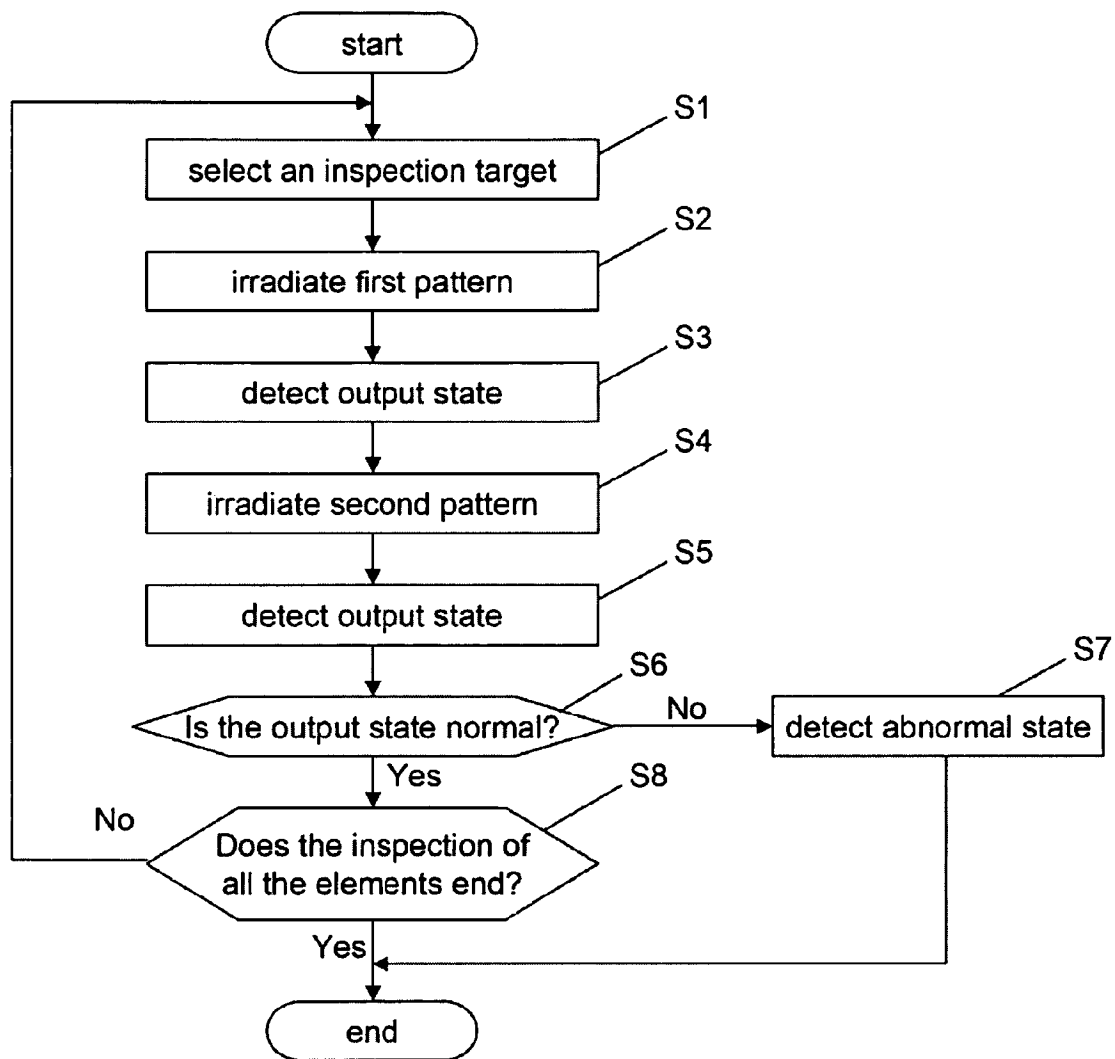 start
S1
select an inspection target
S2
irradiate first pattern
S3
detect output state
S4
irradiate second pattern
S5
detect output state
S6
Is the output state normal?
No
S7
detect abnormal state
Yes
S8
No
Does the inspection of
all the elements end?
Yes
end